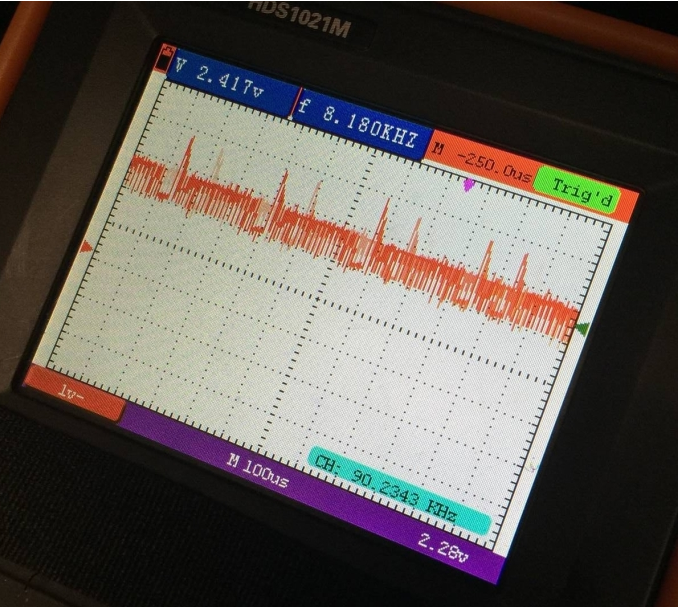 HDS1021M
V 2.417v
f 8.180KHZ
M -250.0us
Trig'd
1v~
M 100us
CH: 90.2343 KHz
2.28v